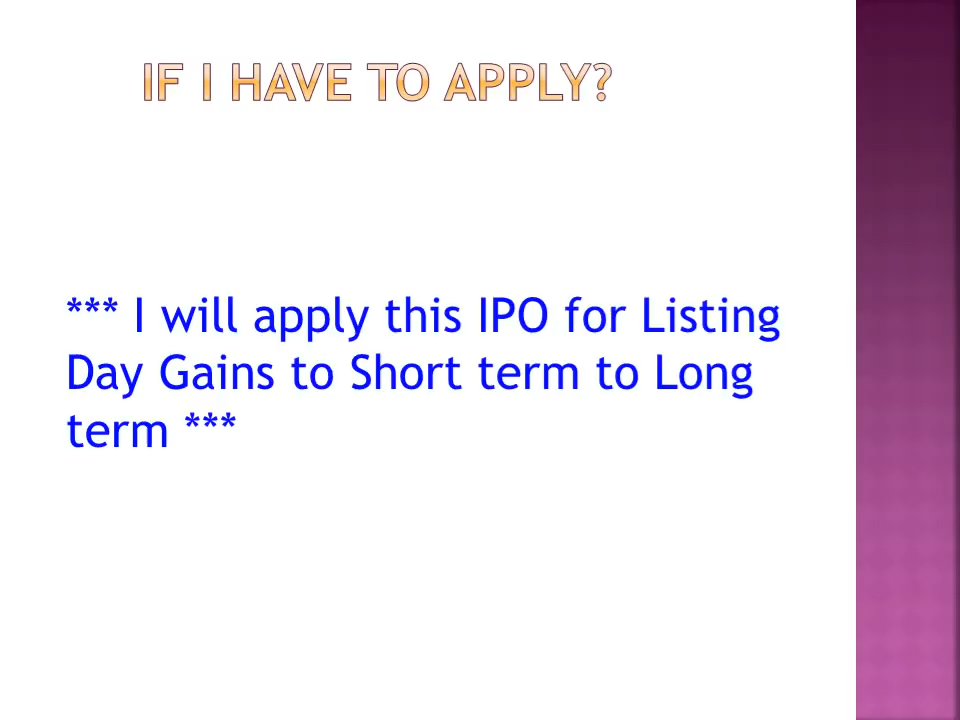 IF I HAVE TO APPLY?
*** I will apply this IPO for Listing
Day Gains to Short term to Long
term ***